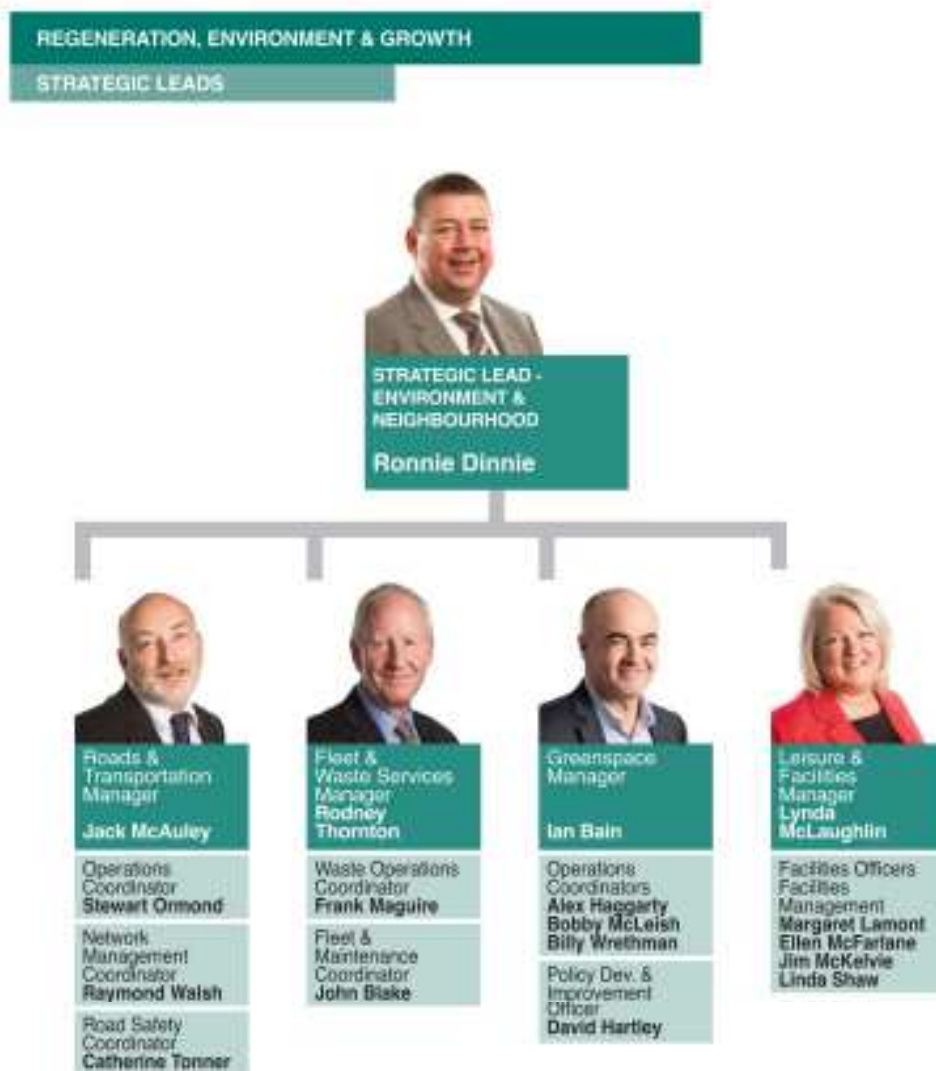 REGENERATION, ENVIRONMENT & GROWTH
STRATEGIC LEADS
STRATEGIC LEAD -
ENVIRONMENT &
NEIGHBOURHOOD
Ronnie Dinnie
Roads &
Transportation
Manager
Jack McAuley
Operations
Coordinator
Stewart Ormond
Network
Management
Coordinator
Raymond Walsh
Road Safety
Coordinator
Catherine Tonner
Fleet &
Waste Services
Manager
Rodney
Thornton
Waste Operations
Coordinator
Frank Maguire
Fleet &
Maintenance
Coordinator
John Blake
Greenspace
Manager
Ian Bain
Operations
Coordinators
Alex Haggarty
Bobby McLeish
Billy Wrethman
Policy Dev. &
Improvement
Officer
David Hartley
Leisure &
Facilities
Manager
Lynda
McLaughlin
Facilities Officers
Facilities
Management
Margaret Lamont
Ellen McFarlane
Jim McKelvie
Linda Shaw